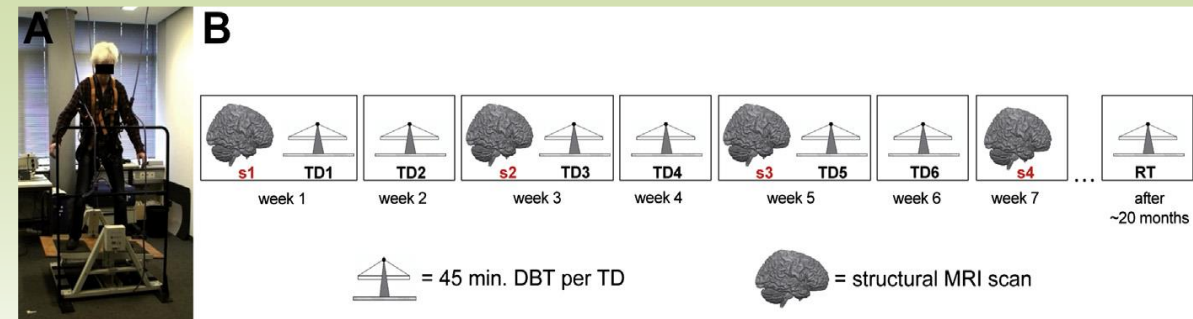 A
B
s1 TD1 TD2 s2 TD3 TD4 s3 TD5 TD6 s4 ... RT
week 1 week 2 week 3 week 4 week 5 week 6 week 7 after
~20 months
= 45 min. DBT per TD = structural MRI scan